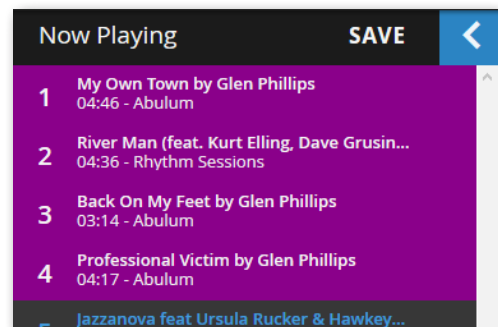 Now Playing SAVE
1 My Own Town by Glen Phillips
04:46 - Abulum
2 River Man (feat. Kurt Elling, Dave Grusin...
04:36 - Rhythm Sessions
3 Back On My Feet by Glen Phillips
03:14 - Abulum
4 Professional Victim by Glen Phillips
04:17 - Abulum
5 Jazzanova feat Ursula Rucker & Hawkey...